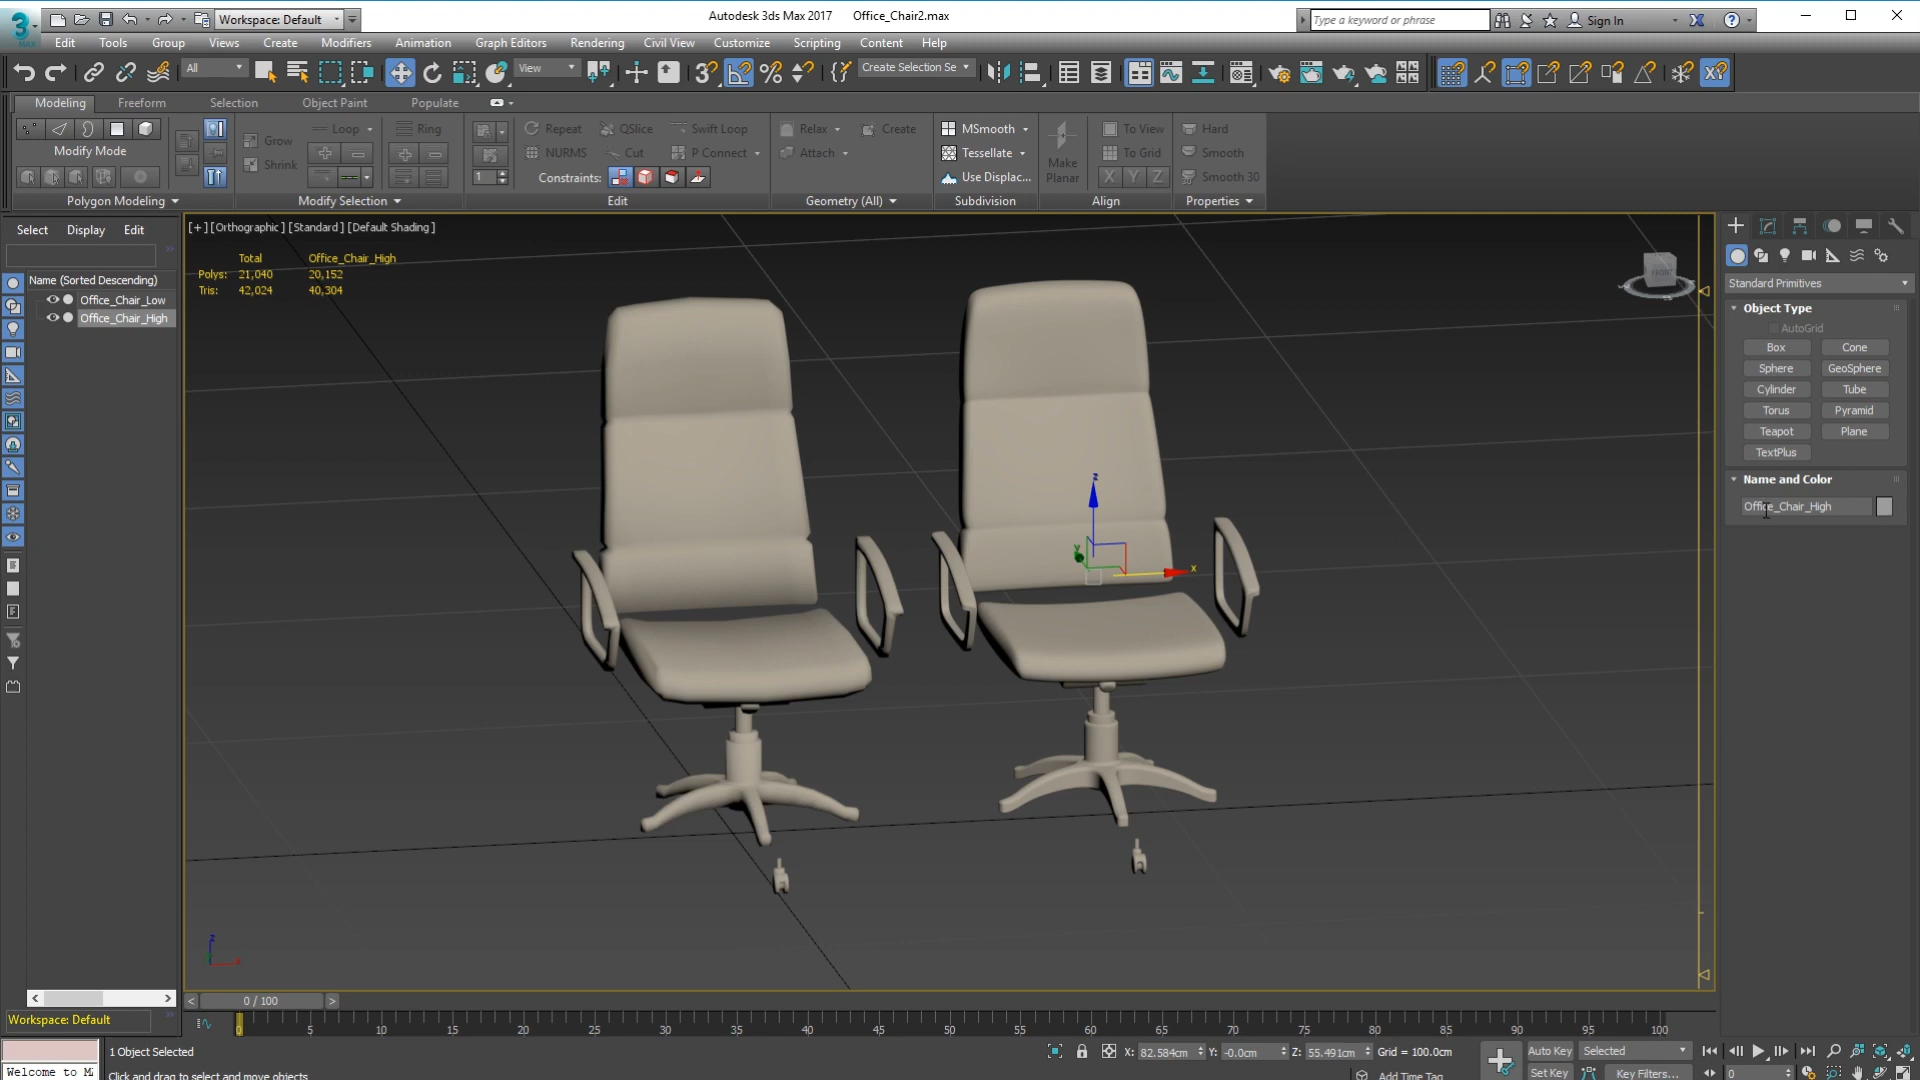 Workspace: Default
Autodesk 3ds Max 2017 Office_Chair2.max
Type a keyword or phrase
Sign In
3
MAX
Edit Tools Group Views Create Modifiers Animation Graph Editors Rendering Civil View Customize Scripting Content Help
All View Create Selection Se
Modeling Freeform Selection Object Paint Populate
Modify Mode
Polygon Modeling
Grow
Shrink
Loop Ring
Modify Selection
1
Repeat QSlice Swift Loop
NURMS Cut P Connect
Constraints:
Edit
Relax Create
Attach
Geometry (All)
MSmooth
Tessellate
Use Displac...
Subdivision
Make
Planar
To View
To Grid
X Y Z
Align
Hard
Smooth
Smooth 30
Properties
Select Display Edit
Name (Sorted Descending)
Office_Chair_Low
Office_Chair_High
[+] [Orthographic] [Standard] [Default Shading]
Total Office_Chair_High
Polys: 21,040 20,152
Tris: 42,024 40,304
FRONT
z
y
x
z
Standard Primitives
Object Type
AutoGrid
Box Cone
Sphere GeoSphere
Cylinder Tube
Torus Pyramid
Teapot Plane
TextPlus
Name and Color
Office_Chair_High
< >
< 0 / 100 >
Workspace: Default
0 5 10 15 20 25 30 35 40 45 50 55 60 65 70 75 80 85 90 95 100
1 Object Selected
X: 82.584cm Y: -0.0cm Z: 55.491cm Grid = 100.0cm
Auto Key Selected
Welcome to M
Click and drag to select and move objects
Add Time Tag
Set Key Key Filters... 0